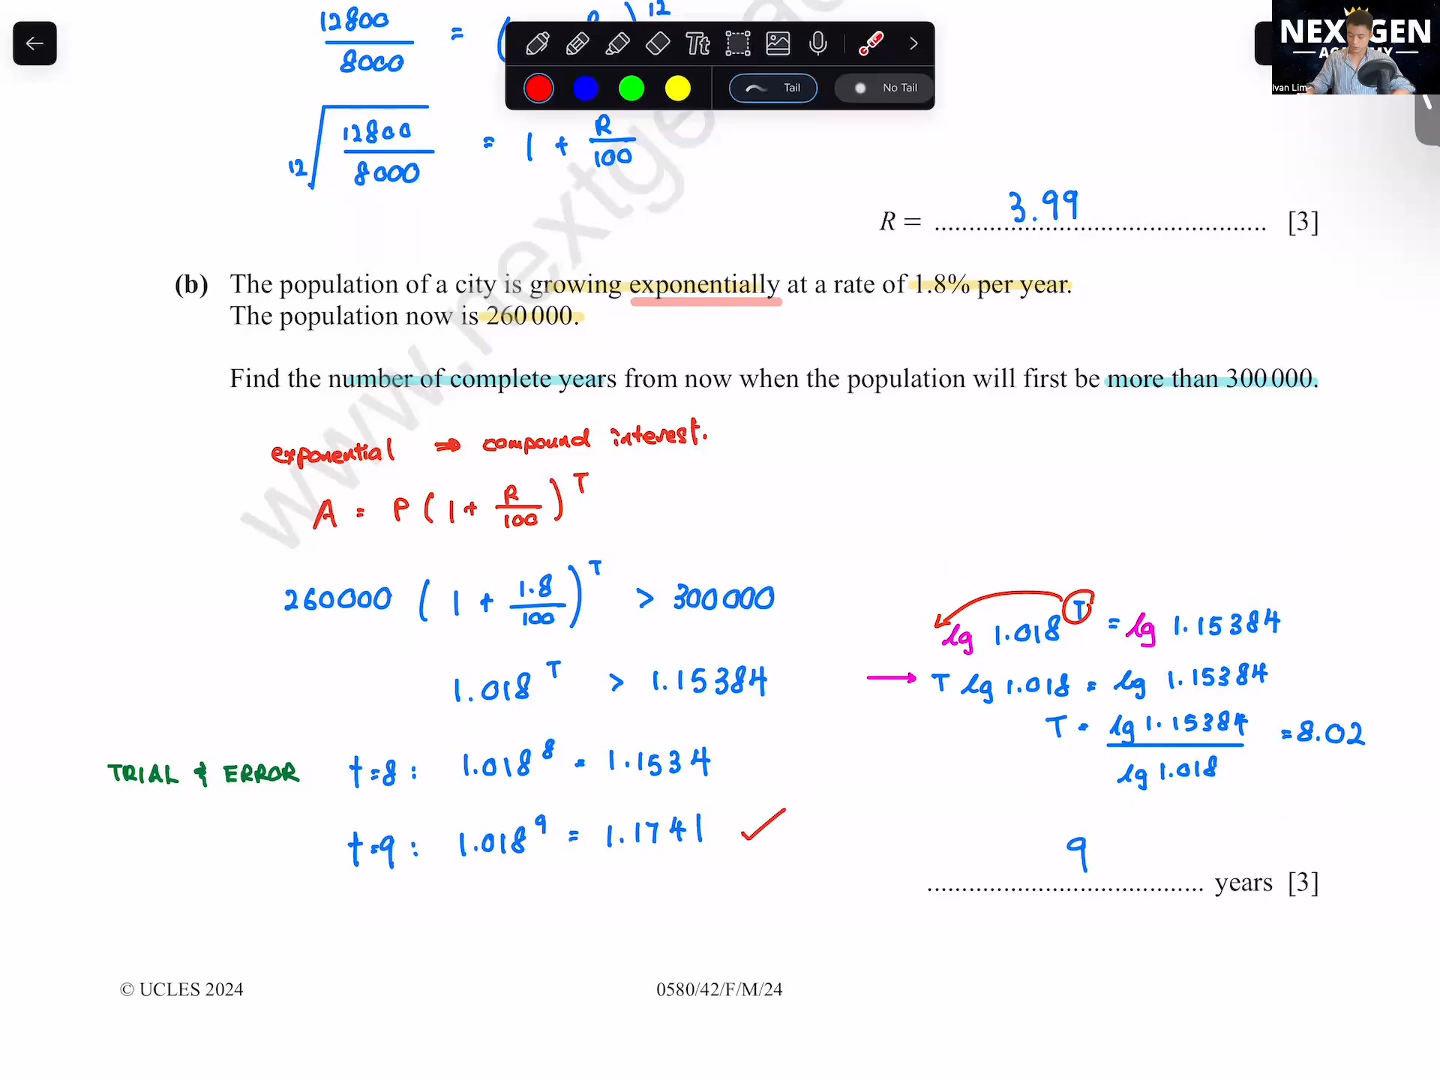 12800
8000
=
(
12
Tt
Tail
No Tail
NEXTGEN
ACADEMY
Ivan Lim
12√ 12800 / 8000 = 1 + R/100
R = 3.99 [3]
(b) The population of a city is growing exponentially at a rate of 1.8% per year.
The population now is 260 000.
Find the number of complete years from now when the population will first be more than 300 000.
exponential ⇒ compound interest.
A = P ( 1 + R/100 )^T
260000 ( 1 + 1.8/100 )^T > 300000
lg 1.018^T = lg 1.15384
1.018^T > 1.15384
→ T lg 1.018 = lg 1.15384
T = lg 1.15384 / lg 1.018 = 8.02
TRIAL & ERROR t=8 : 1.018^8 = 1.1534
t=9 : 1.018^9 = 1.1741 ✓
9 years [3]
© UCLES 2024
0580/42/F/M/24
www.nextge